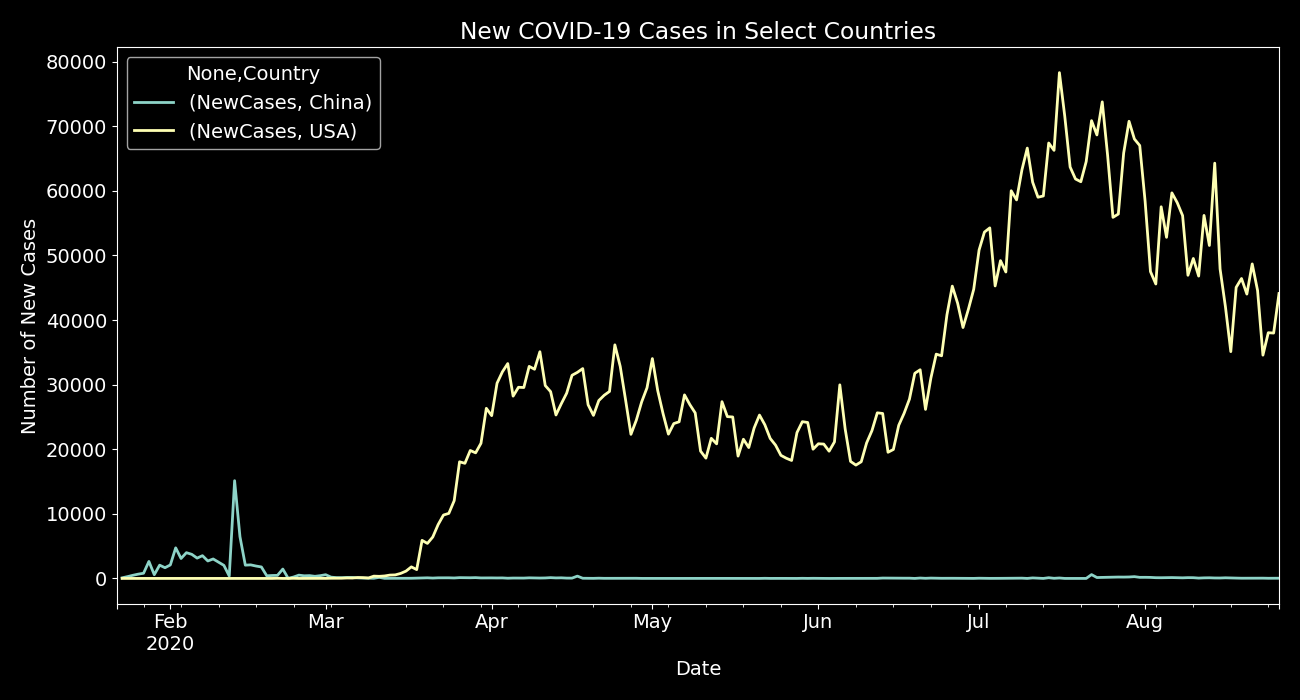 New COVID-19 Cases in Select Countries
80000
70000
60000
50000
40000
30000
20000
10000
0
Number of New Cases
None,Country
(NewCases, China)
(NewCases, USA)
Feb
2020
Mar
Apr
May
Jun
Jul
Aug
Date